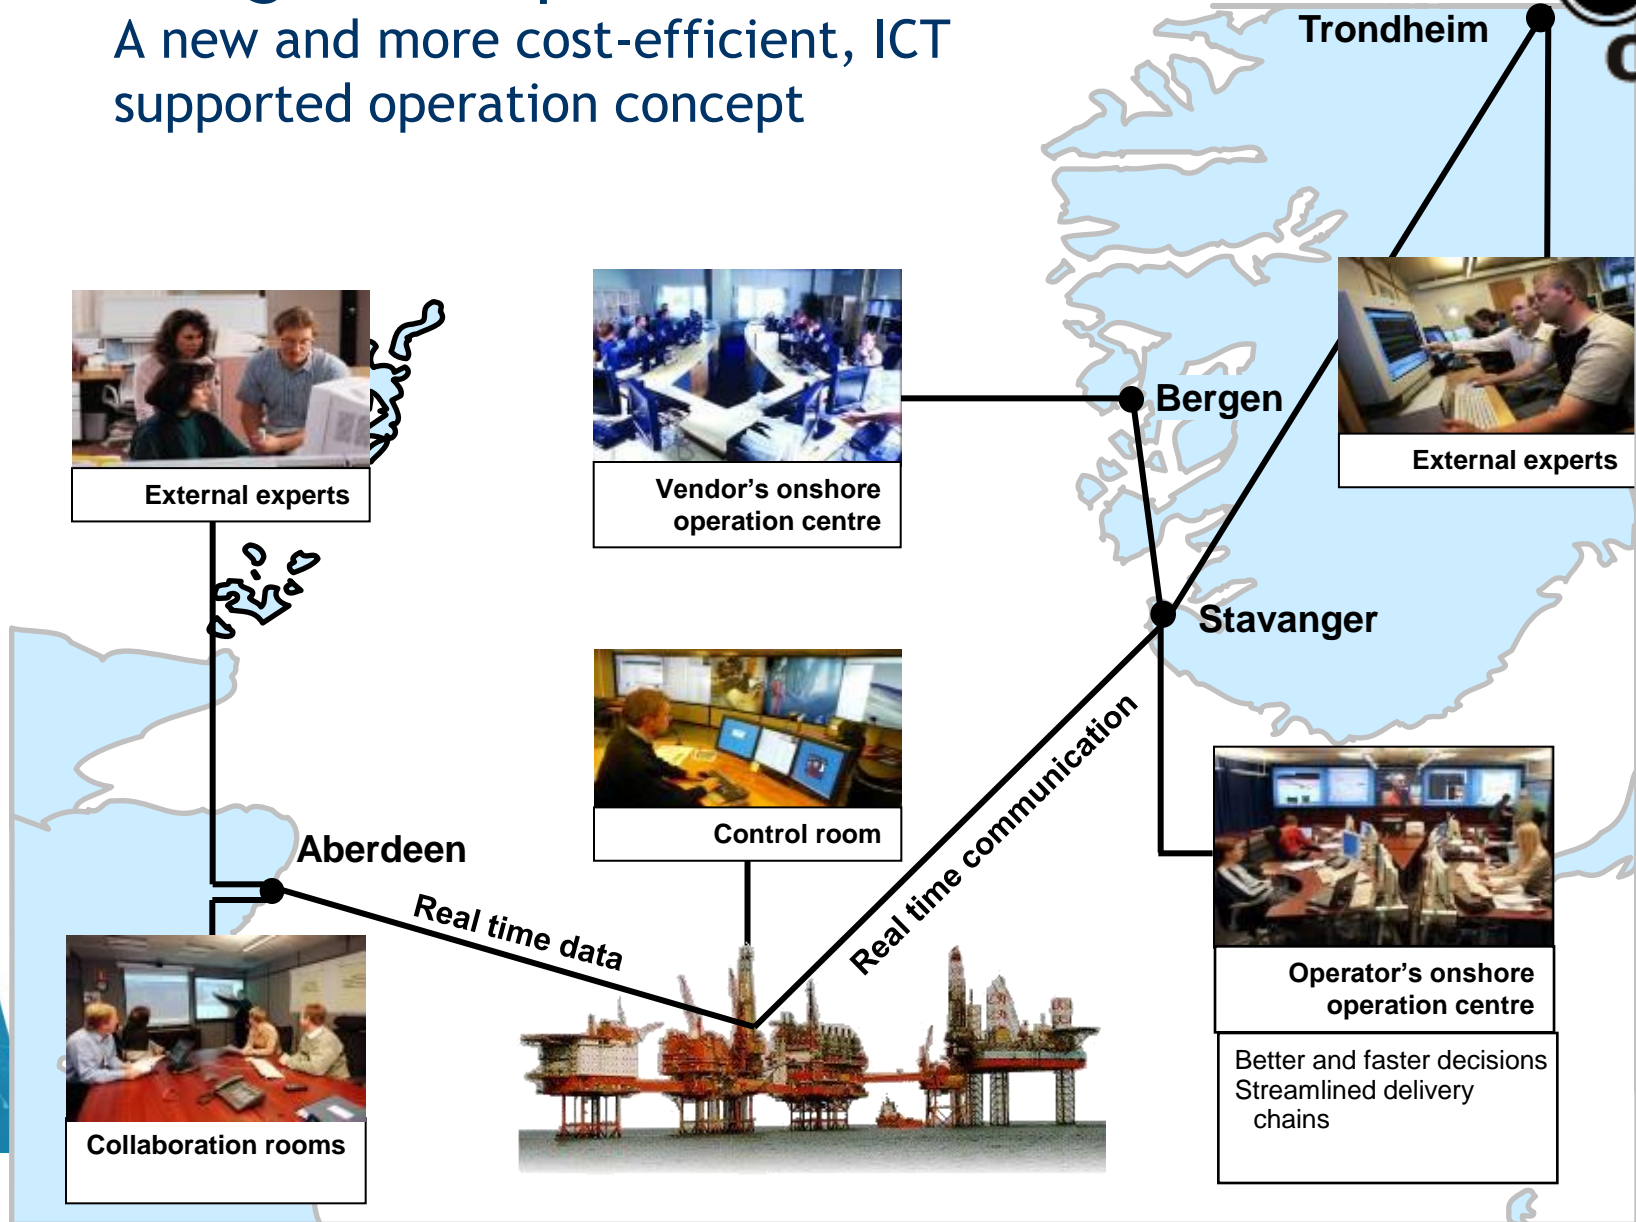 A new and more cost-efficient, ICT
supported operation concept
Trondheim
Bergen
External experts
External experts
Vendor’s onshore
operation centre
Stavanger
Real time communication
Control room
Aberdeen
Real time data
Operator’s onshore
operation centre
Better and faster decisions
Streamlined delivery
chains
Collaboration rooms